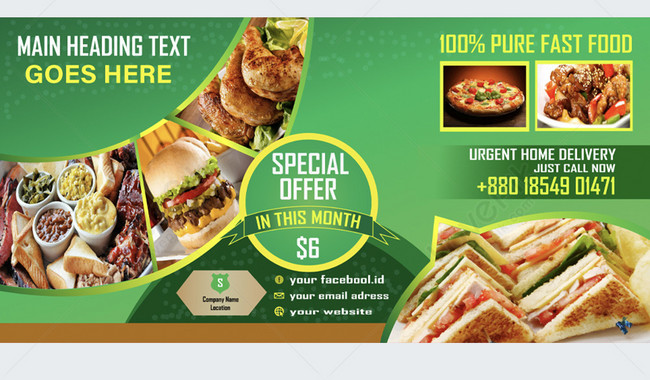 MAIN HEADING TEXT
GOES HERE
100% PURE FAST FOOD
URGENT HOME DELIVERY
JUST CALL NOW
+880 18549 01471
SPECIAL
OFFER
IN THIS MONTH
$6
S
Company Name
Location
your facebool.id
your email adress
your website